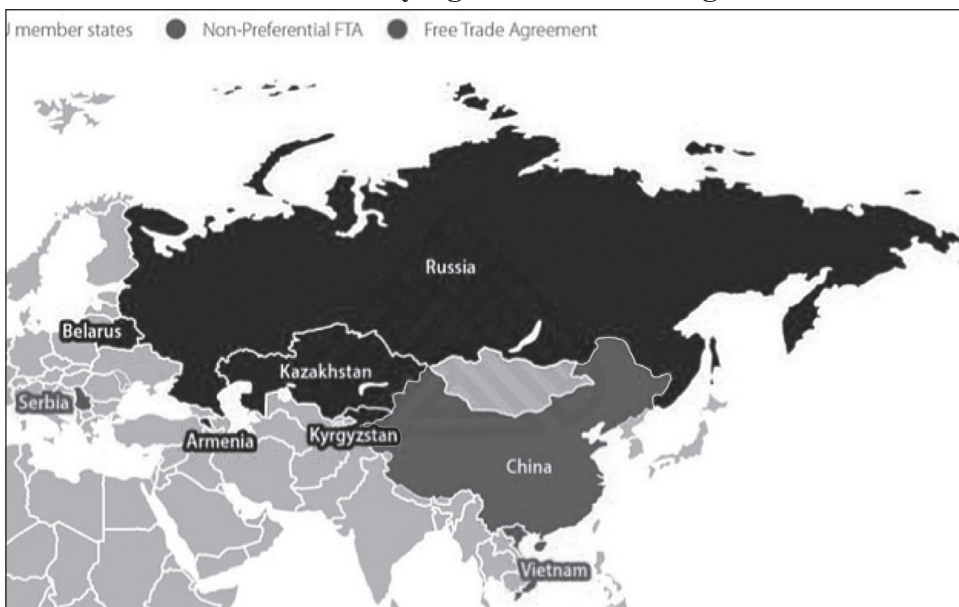 member states Non-Preferential FTA Free Trade Agreement
Russia
Belarus
Kazakhstan
Serbia
Armenia
Kyrgyzstan
China
Vietnam